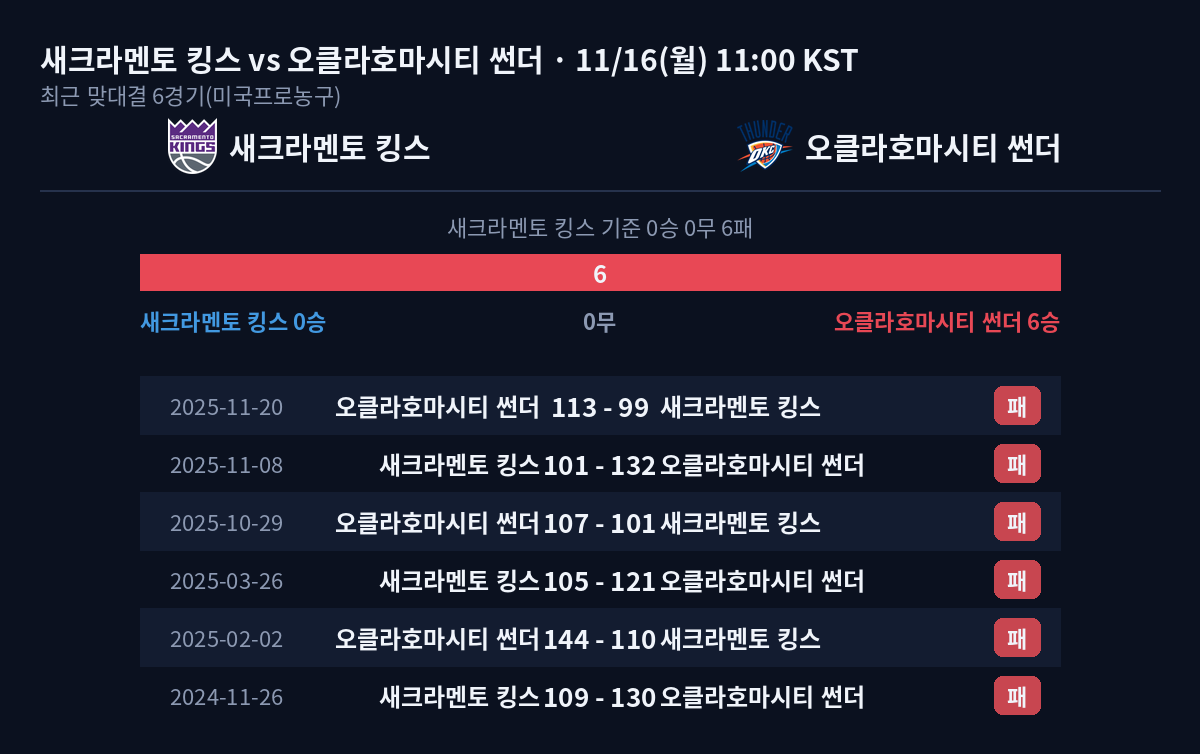 새크라멘토 킹스 vs 오클라호마시티 썬더 · 11/16(월) 11:00 KST
최근 맞대결 6경기(미국프로농구)
SACRAMENTO KINGS 새크라멘토 킹스 THUNDER OKC 오클라호마시티 썬더
새크라멘토 킹스 기준 0승 0무 6패
6
새크라멘토 킹스 0승 0무 오클라호마시티 썬더 6승
2025-11-20 오클라호마시티 썬더 113 - 99 새크라멘토 킹스 패
2025-11-08 새크라멘토 킹스 101 - 132 오클라호마시티 썬더 패
2025-10-29 오클라호마시티 썬더 107 - 101 새크라멘토 킹스 패
2025-03-26 새크라멘토 킹스 105 - 121 오클라호마시티 썬더 패
2025-02-02 오클라호마시티 썬더 144 - 110 새크라멘토 킹스 패
2024-11-26 새크라멘토 킹스 109 - 130 오클라호마시티 썬더 패